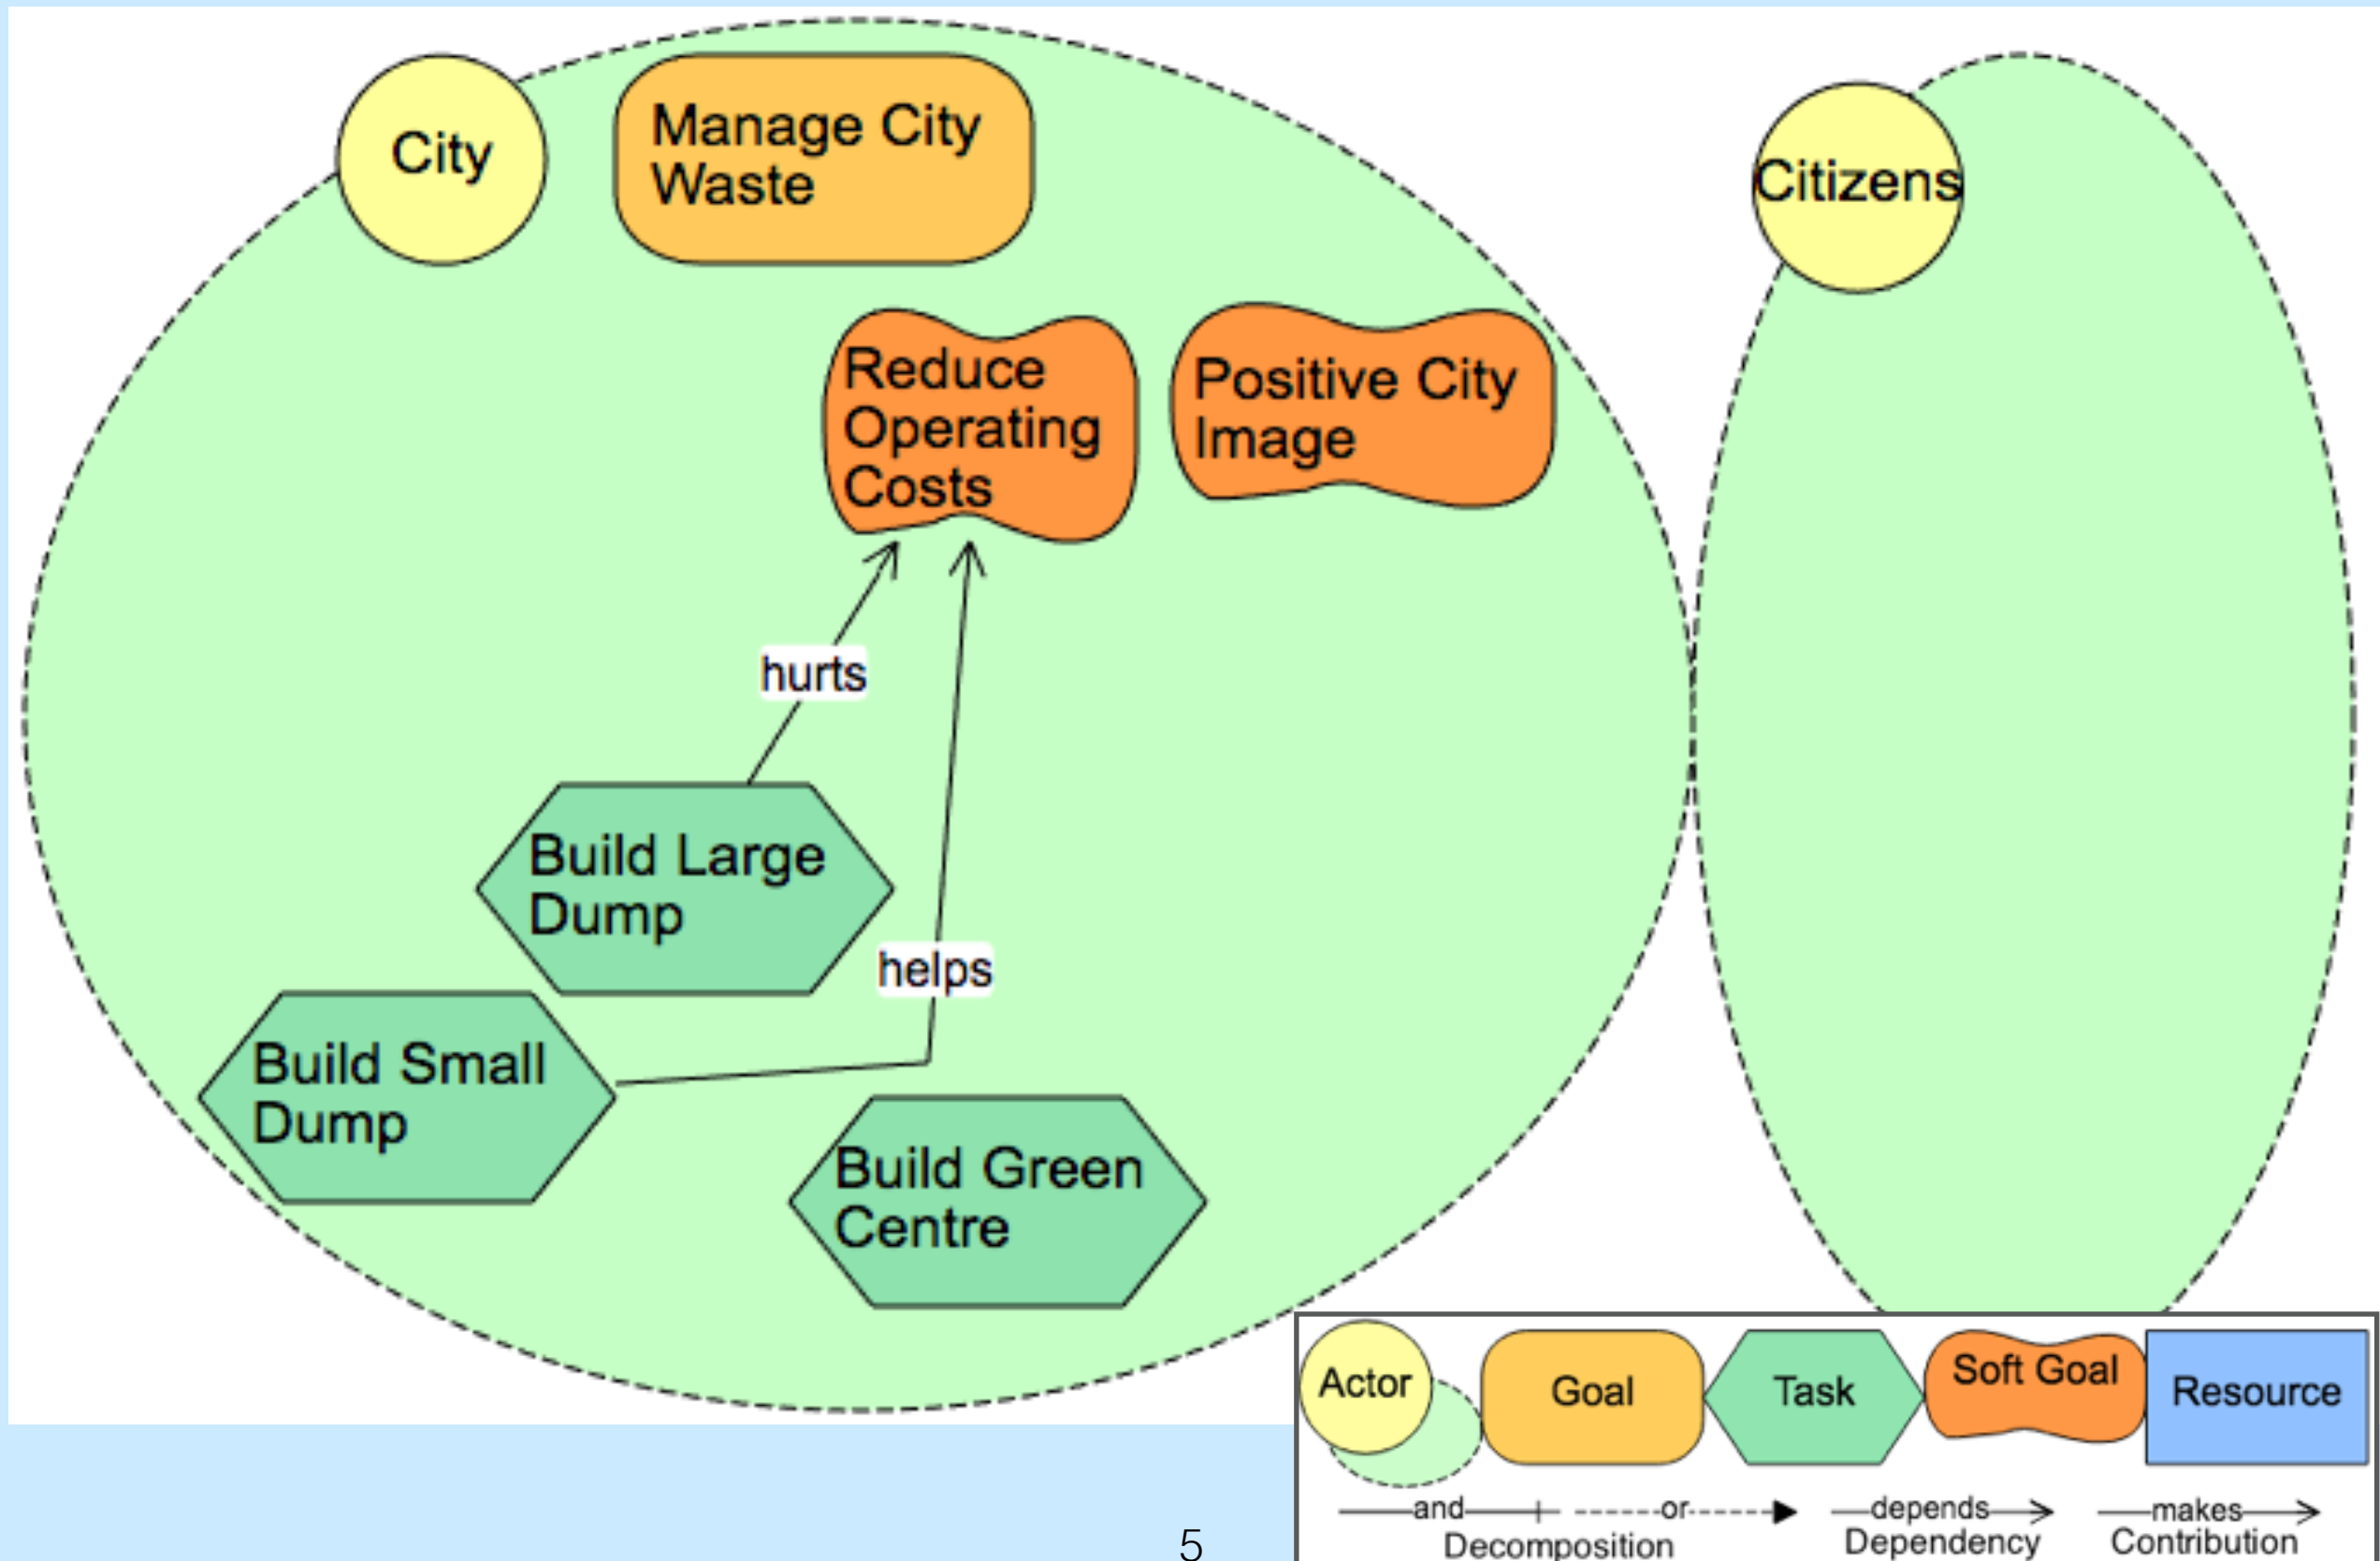 City
Manage City
Waste
Citizens
Reduce
Operating
Costs
Positive City
Image
hurts
Build Large
Dump
helps
Build Small
Dump
Build Green
Centre
Actor
Goal
Task
Soft Goal
Resource
and
or
depends
makes
Decomposition
Dependency
Contribution
5